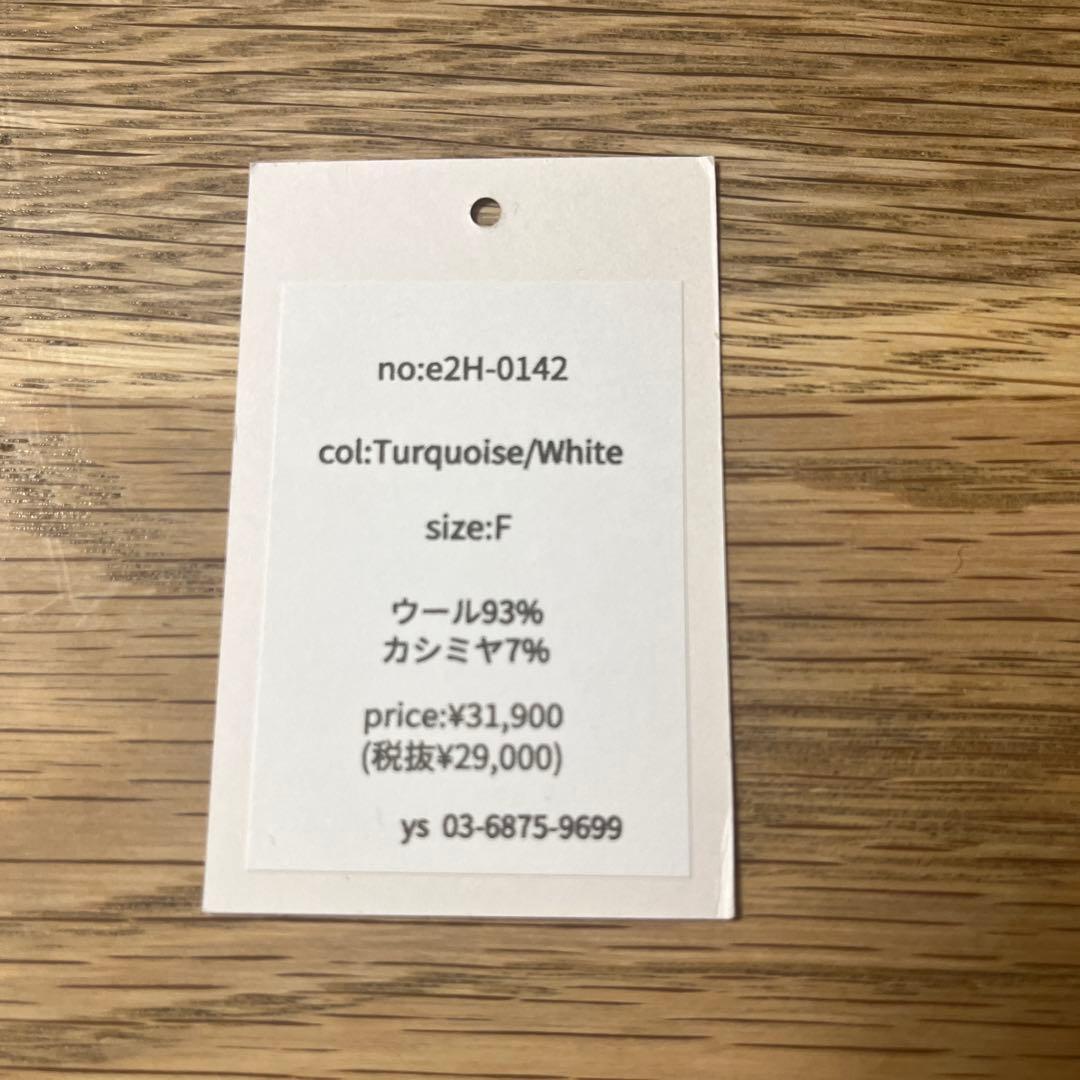 no:e2H-0142
col:Turquoise/White
size:F
ウール93%
カシミヤ7%
price:¥31,900
(税抜¥29,000)
ys 03-6875-9699